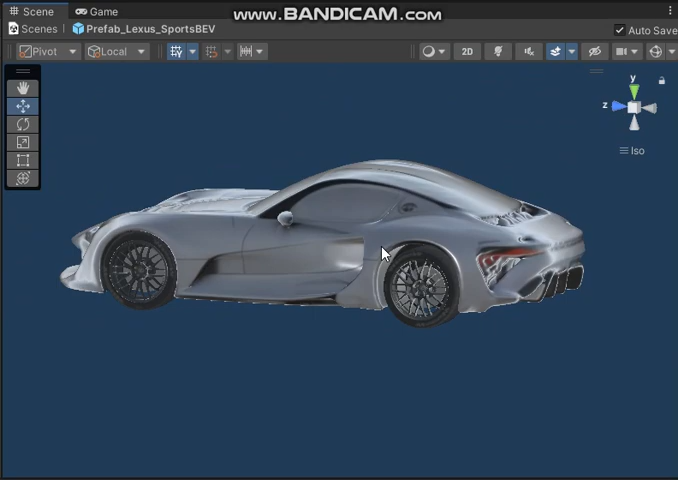 Scene Game
www.BANDICAM.com
Scenes Prefab_Lexus_SportsBEV Auto Save
Pivot Local 2D
y
z
Iso